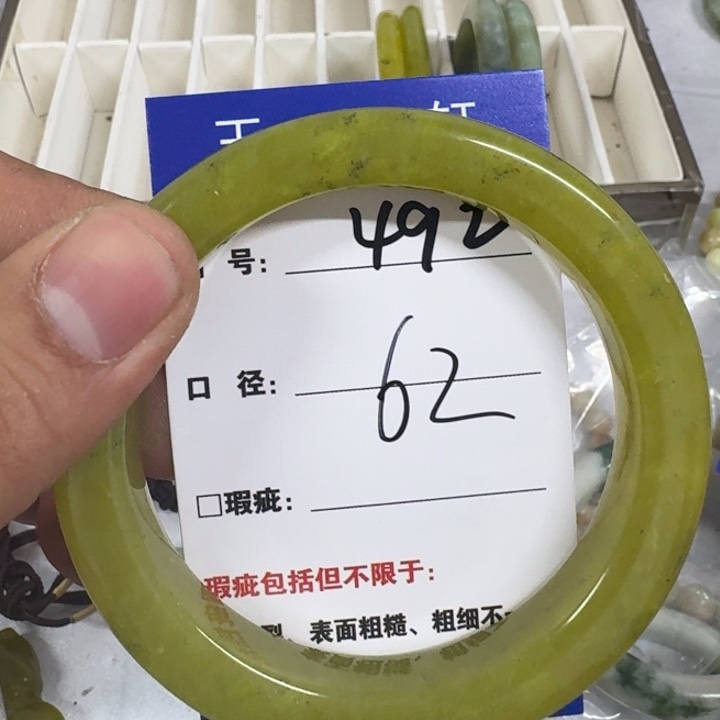 号: 492
口 径: 62
□瑕疵:
瑕疵包括但不限于:
表面粗糙、粗细不